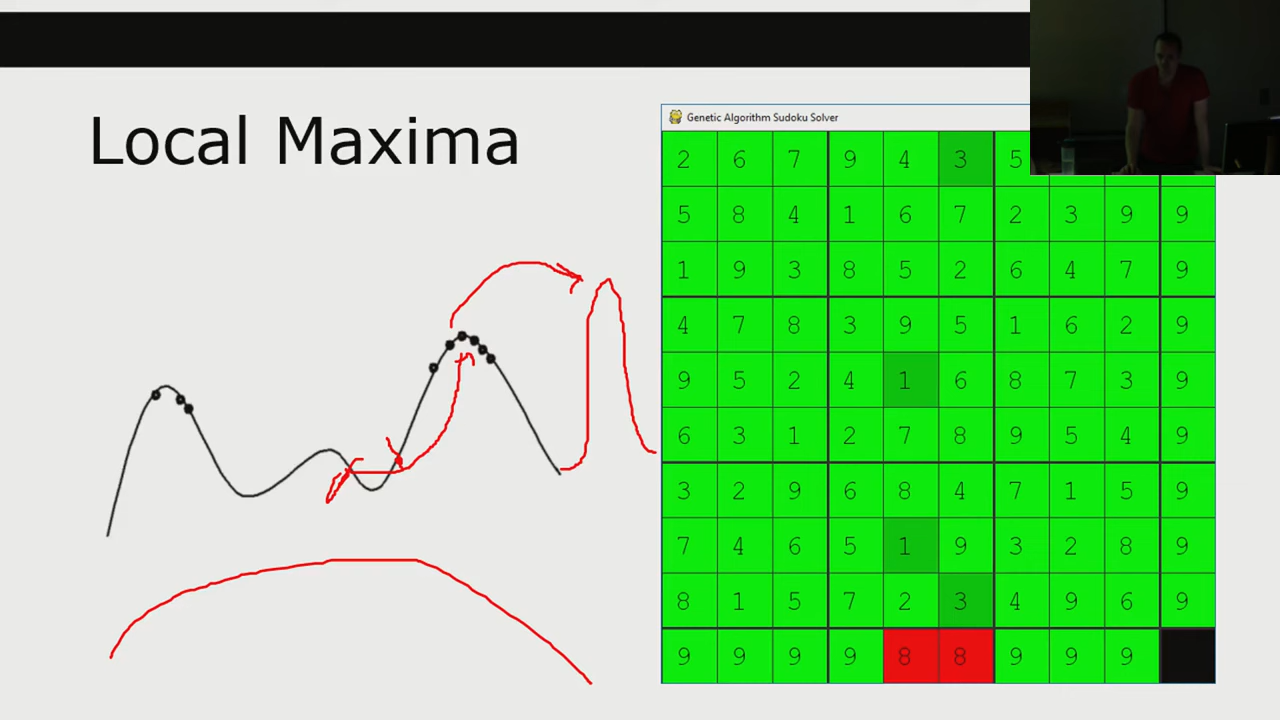 Local Maxima
Genetic Algorithm Sudoku Solver
2 6 7 9 4 3 5
5 8 4 1 6 7 2 3 9 9
1 9 3 8 5 2 6 4 7 9
4 7 8 3 9 5 1 6 2 9
9 5 2 4 1 6 8 7 3 9
6 3 1 2 7 8 9 5 4 9
3 2 9 6 8 4 7 1 5 9
7 4 6 5 1 9 3 2 8 9
8 1 5 7 2 3 4 9 6 9
9 9 9 9 8 8 9 9 9